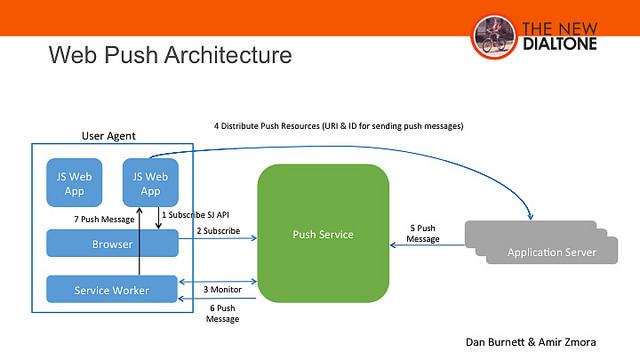 THE NEW
DIALTONE
Web Push Architecture
4 Distribute Push Resources (URI & ID for sending push messages)
User Agent
JS Web
App
JS Web
App
7 Push Message
1 Subscribe SJ API
2 Subscribe
Browser
Push Service
5 Push
Message
Application Server
Service Worker
3 Monitor
6 Push
Message
Dan Burnett & Amir Zmora